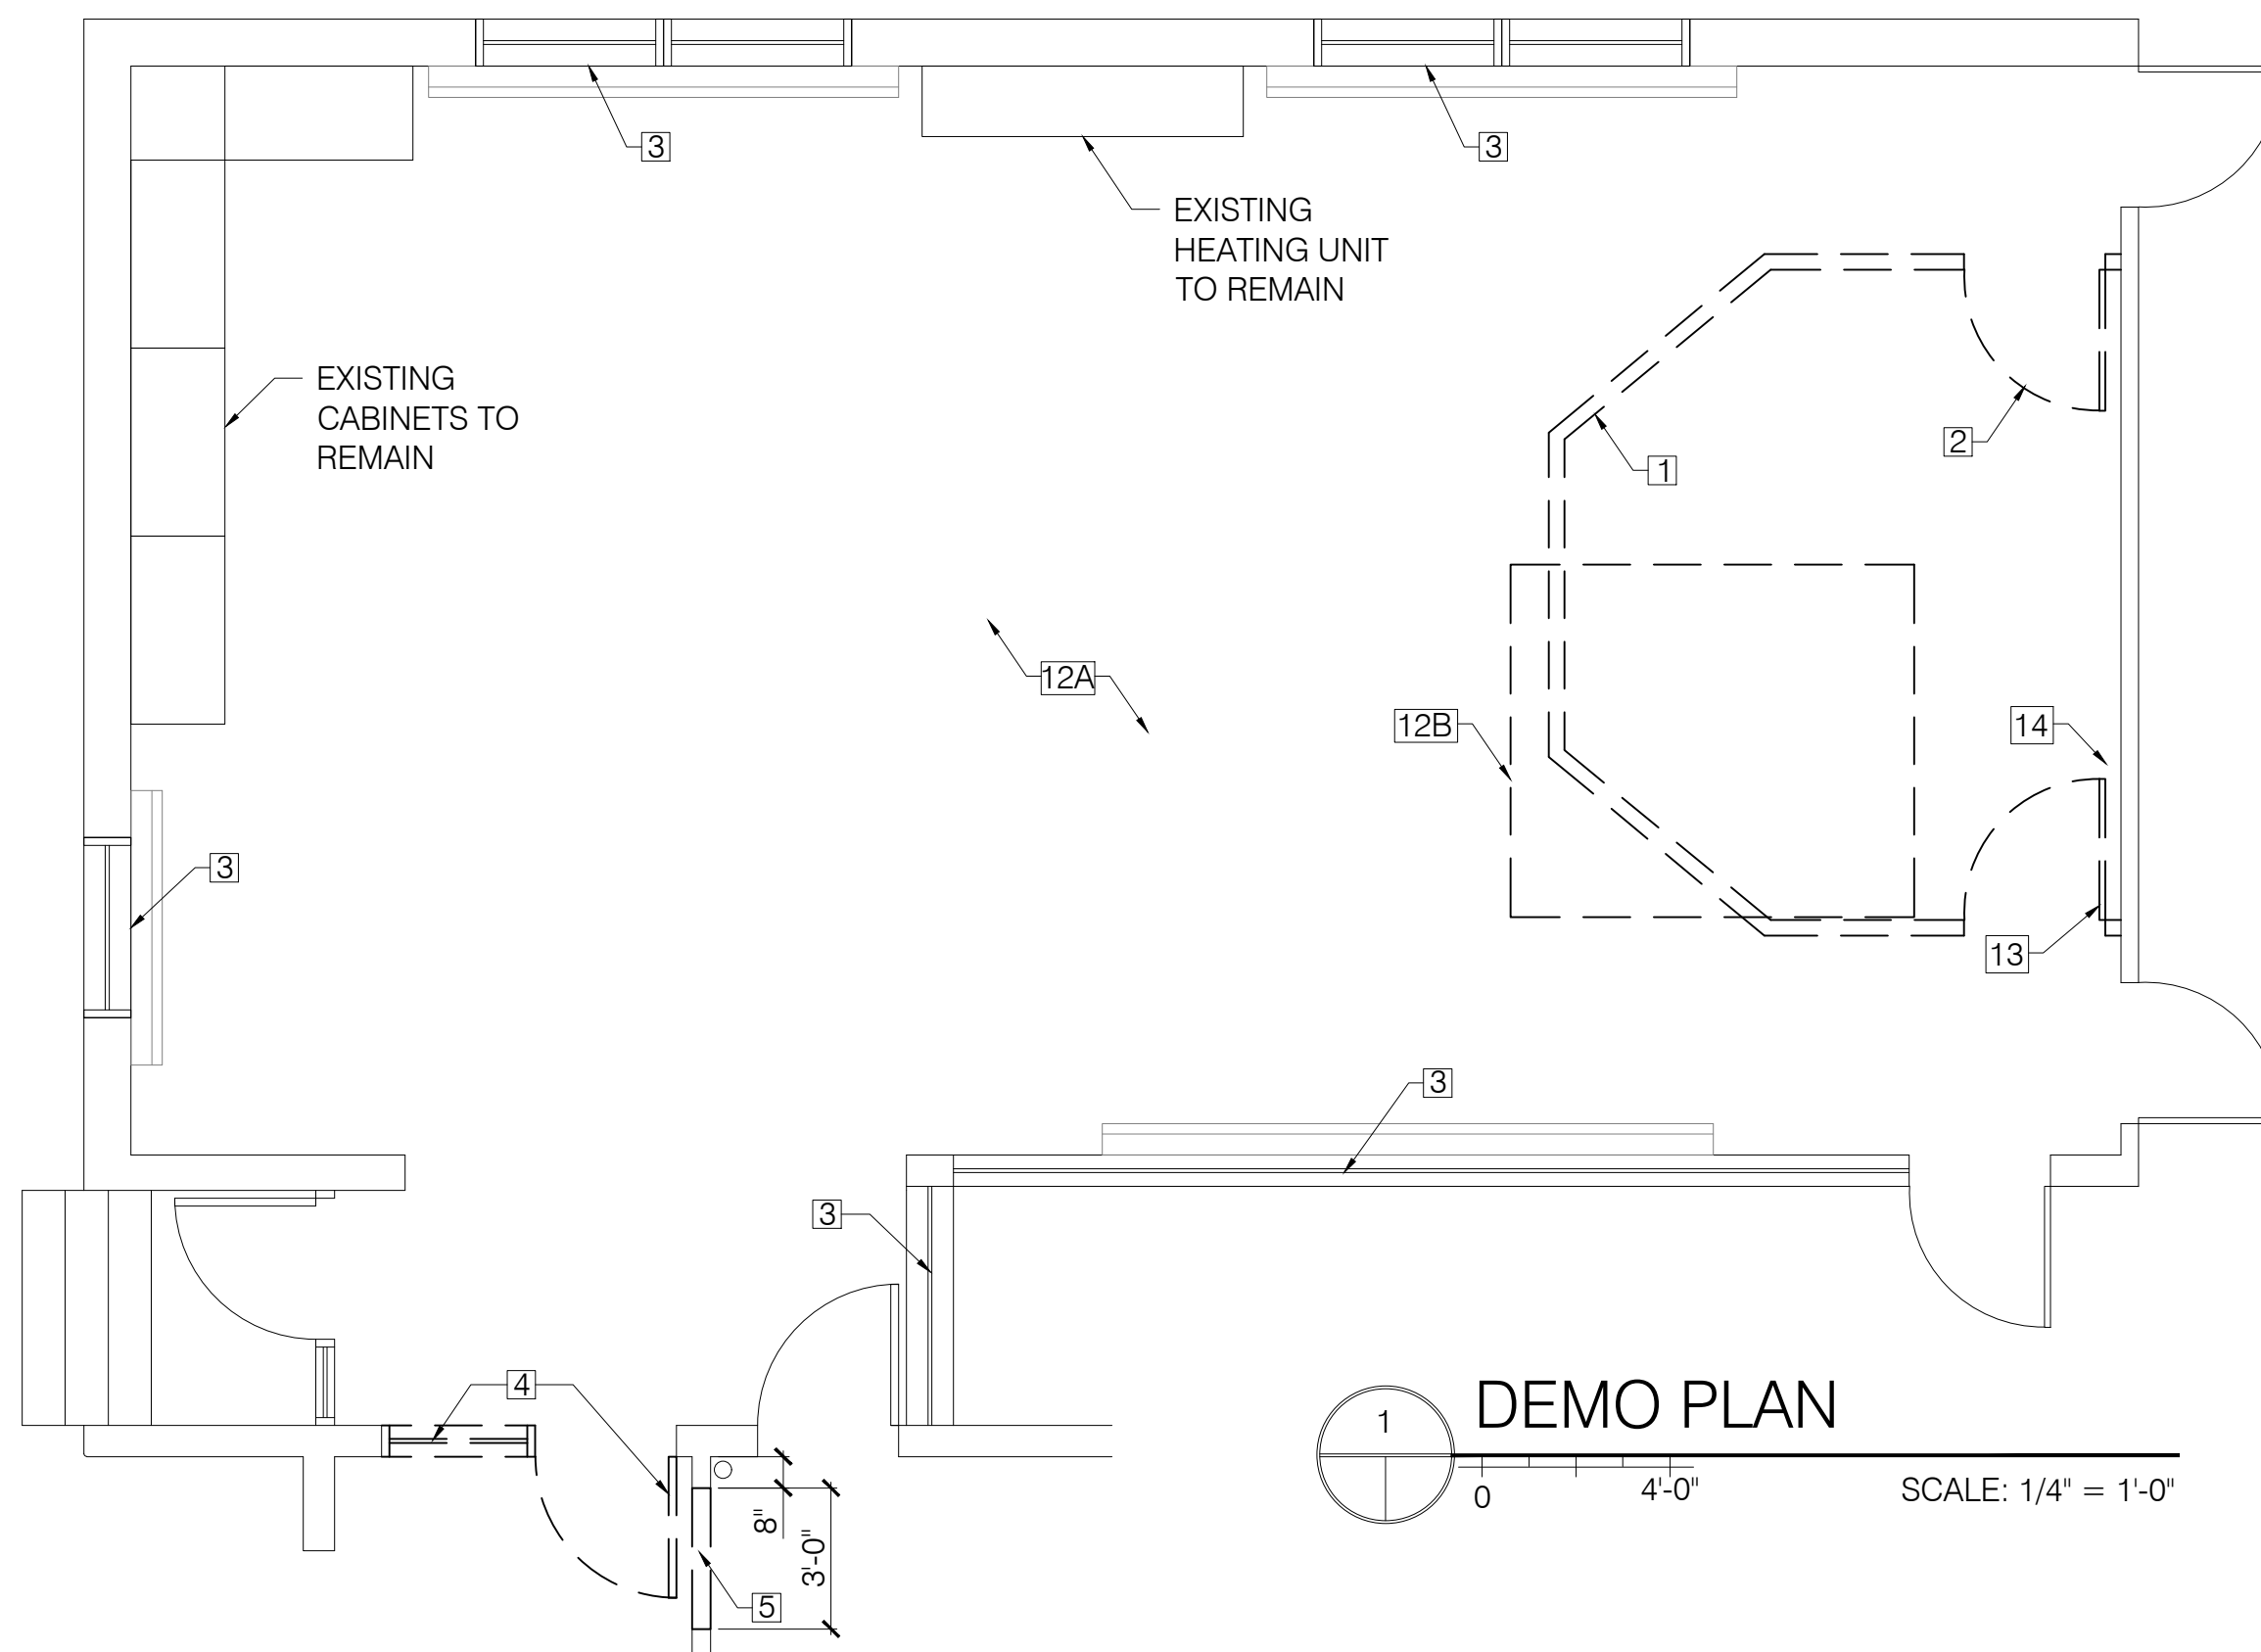 3
3
EXISTING
HEATING UNIT
TO REMAIN
EXISTING
CABINETS TO
REMAIN
2
1
12A
12B
14
3
13
3
3
4
8"
3'-0"
5
1
DEMO PLAN
0
4'-0"
SCALE: 1/4" = 1'-0"